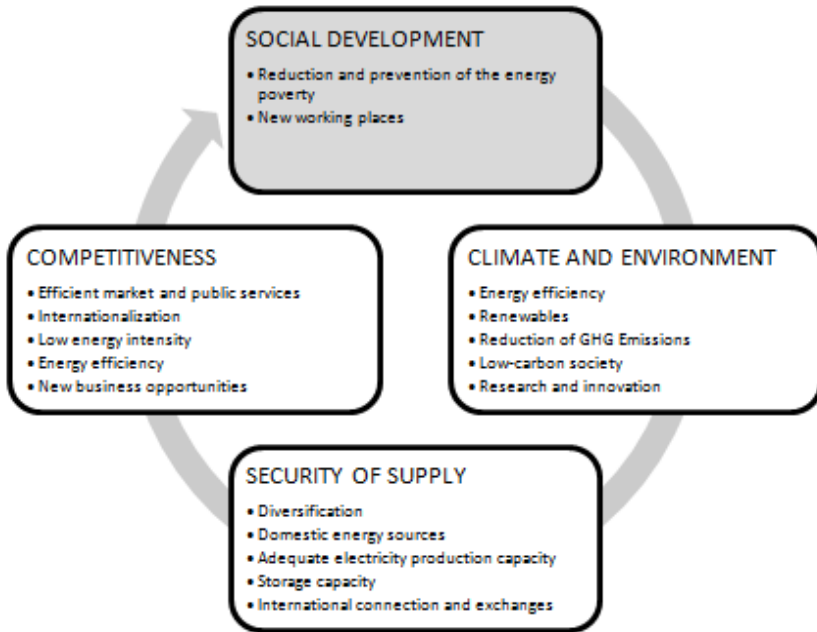 SOCIAL DEVELOPMENT
• Reduction and prevention of the energy
poverty
• New working places
COMPETITIVENESS
• Efficient market and public services
• Internationalization
• Low energy intensity
• Energy efficiency
• New business opportunities
CLIMATE AND ENVIRONMENT
• Energy efficiency
• Renewables
• Reduction of GHG Emissions
• Low-carbon society
• Research and innovation
SECURITY OF SUPPLY
• Diversification
• Domestic energy sources
• Adequate electricity production capacity
• Storage capacity
• International connection and exchanges